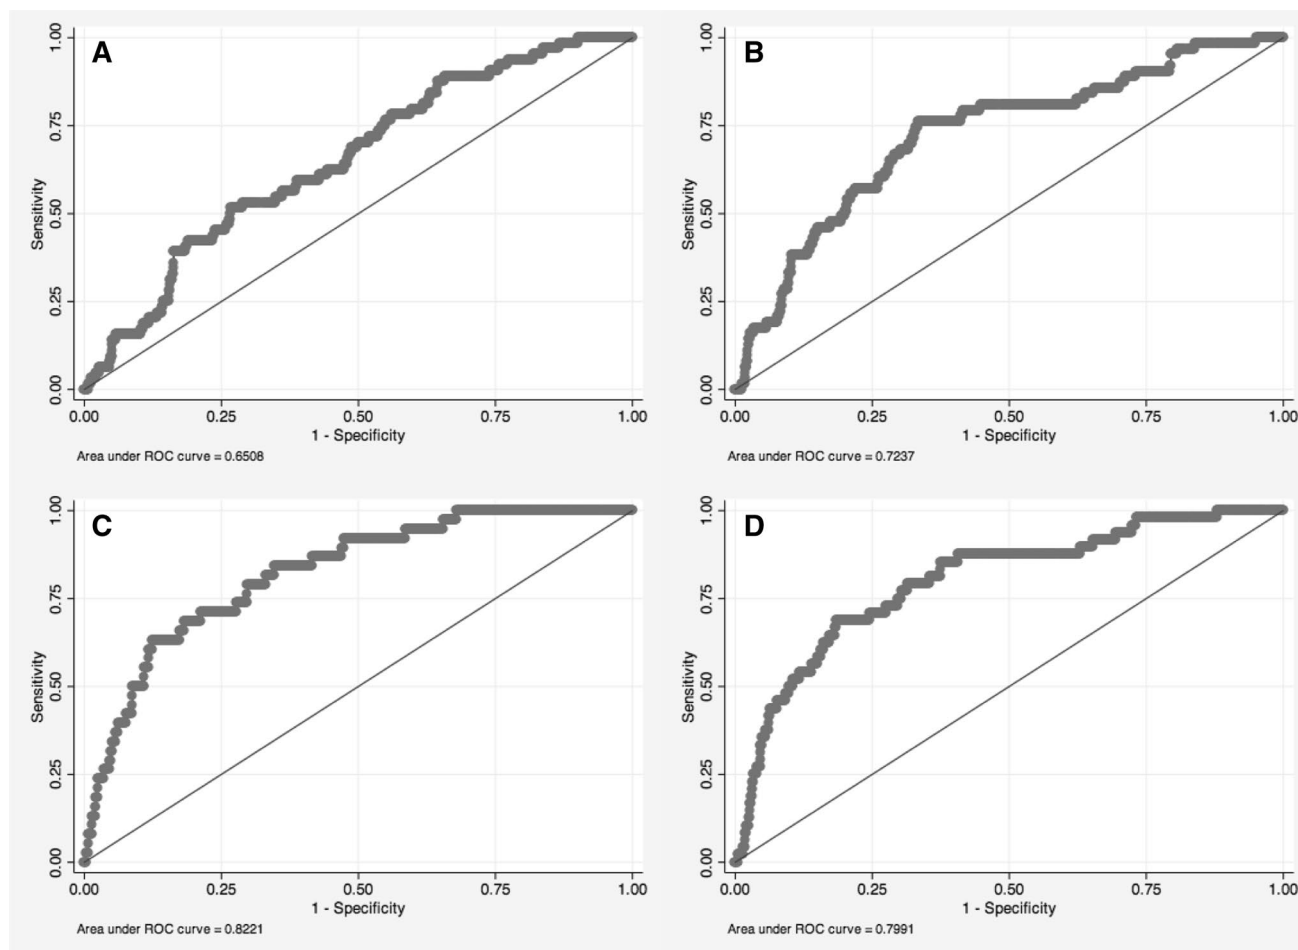 A
1.00
0.75
0.50
0.25
0.00
Sensitivity
0.00 0.25 0.50 0.75 1.00
1 - Specificity
Area under ROC curve = 0.6508
B
1.00
0.75
0.50
0.25
0.00
Sensitivity
0.00 0.25 0.50 0.75 1.00
1 - Specificity
Area under ROC curve = 0.7237
C
1.00
0.75
0.50
0.25
0.00
Sensitivity
0.00 0.25 0.50 0.75 1.00
1 - Specificity
Area under ROC curve = 0.8221
D
1.00
0.75
0.50
0.25
0.00
Sensitivity
0.00 0.25 0.50 0.75 1.00
1 - Specificity
Area under ROC curve = 0.7991